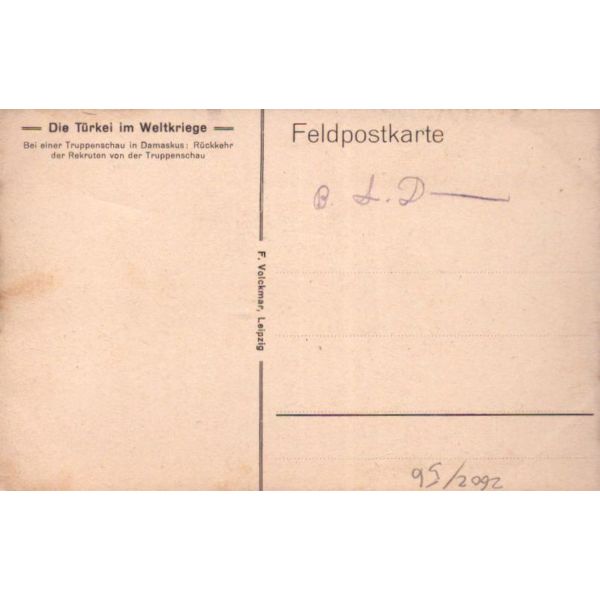 Die Türkei im Weltkriege
Bei einer Truppenschau in Damaskus: Rückkehr
der Rekruten von der Truppenschau
Feldpostkarte
B. L. D
F. Volckmar, Leipzig
95/2092